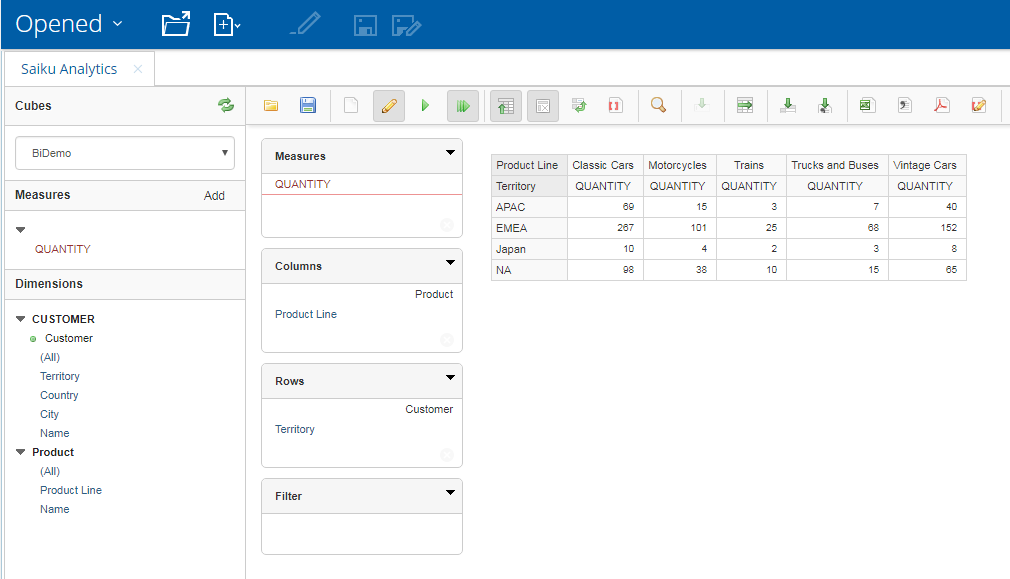 Opened
Saiku Analytics
Cubes
BiDemo
Measures Add
QUANTITY
Dimensions
CUSTOMER
Customer
(All)
Territory
Country
City
Name
Product
(All)
Product Line
Name
Measures
QUANTITY
Columns
Product
Product Line
Rows
Customer
Territory
Filter
Product Line Classic Cars Motorcycles Trains Trucks and Buses Vintage Cars
Territory QUANTITY QUANTITY QUANTITY QUANTITY QUANTITY
APAC 69 15 3 7 40
EMEA 267 101 25 68 152
Japan 10 4 2 3 8
NA 98 38 10 15 65